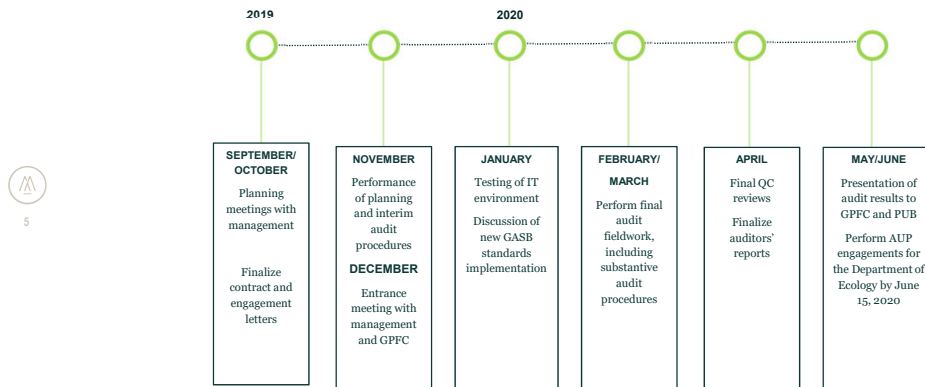 2019
2020
SEPTEMBER/
OCTOBER
Planning
meetings with
management
Finalize
contract and
engagement
letters
NOVEMBER
Performance
of planning
and interim
audit
procedures
DECEMBER
Entrance
meeting with
management
and GPFC
JANUARY
Testing of IT
environment
Discussion of
new GASB
standards
implementation
FEBRUARY/
MARCH
Perform final
audit
fieldwork,
including
substantive
audit
procedures
APRIL
Final QC
reviews
Finalize
auditors'
reports
MAY/JUNE
Presentation of
audit results to
GPFC and PUB
Perform AUP
engagements for
the Department of
Ecology by June
15, 2020
5